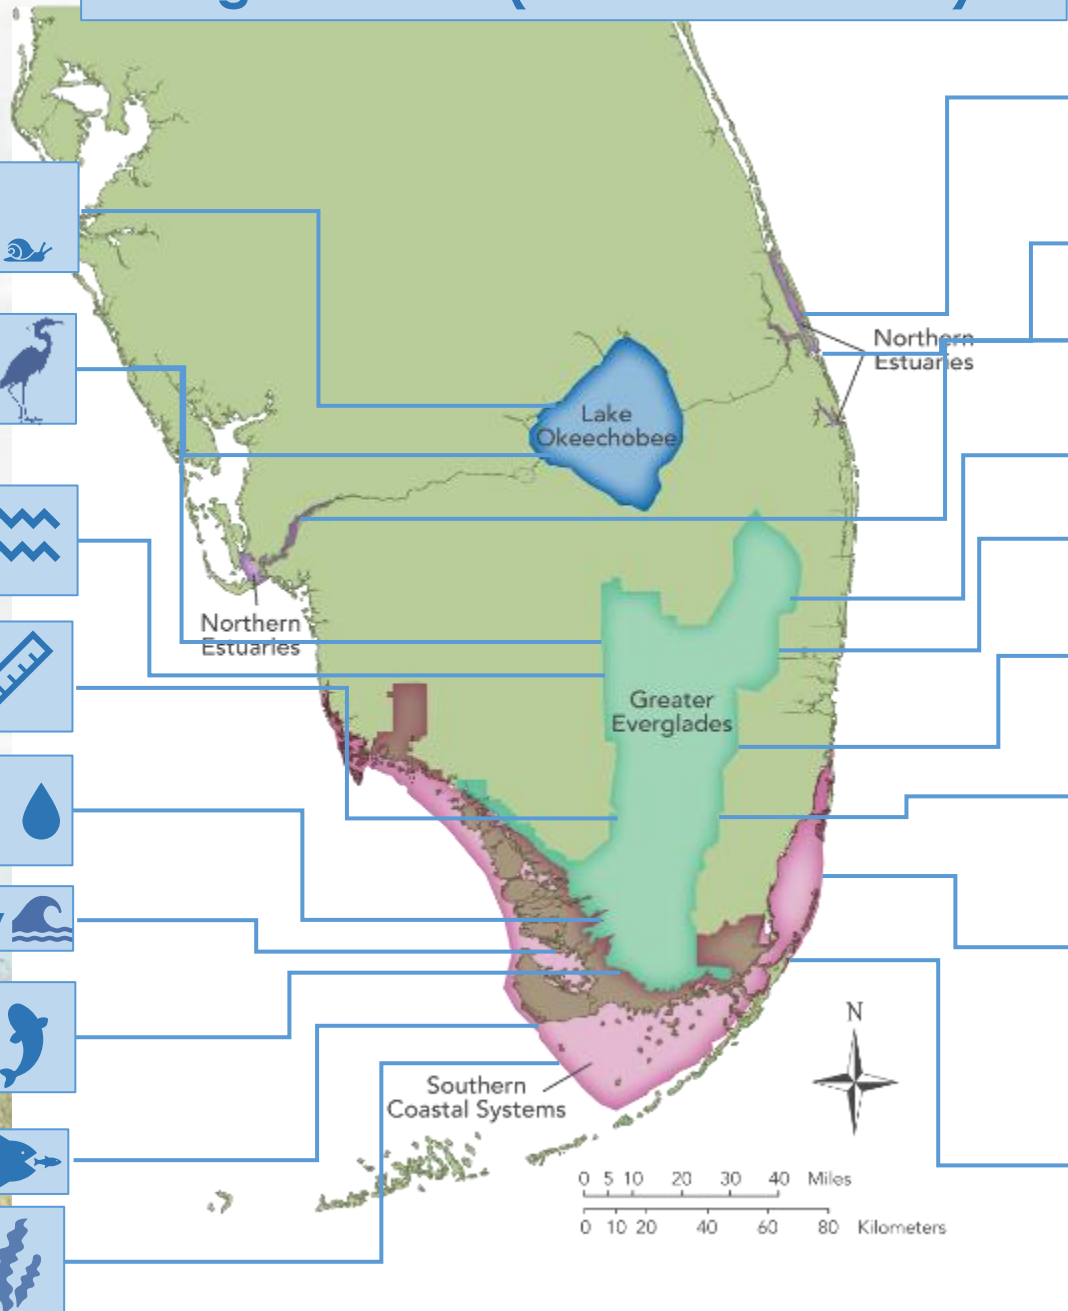 Northern
Estuaries
Lake
Okeechobee
Northern
Estuaries
Greater
Everglades
N
Southern
Coastal Systems
0 5 10 20 30 40 Miles
0 10 20 40 60 80 Kilometers